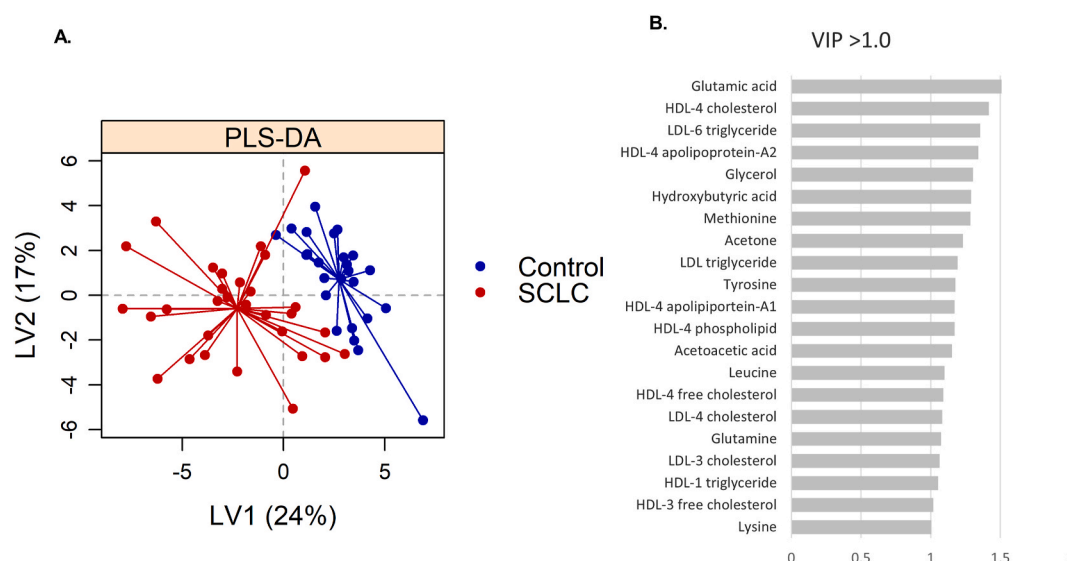 A.
PLS-DA
6
4
2
0
-2
-4
-6
LV2 (17%)
-5 0 5
LV1 (24%)
Control
SCLC
B.
VIP >1.0
Glutamic acid
HDL-4 cholesterol
LDL-6 triglyceride
HDL-4 apolipoprotein-A2
Glycerol
Hydroxybutyric acid
Methionine
Acetone
LDL triglyceride
Tyrosine
HDL-4 apolipiportein-A1
HDL-4 phospholipid
Acetoacetic acid
Leucine
HDL-4 free cholesterol
LDL-4 cholesterol
Glutamine
LDL-3 cholesterol
HDL-1 triglyceride
HDL-3 free cholesterol
Lysine
0 0.5 1 1.5